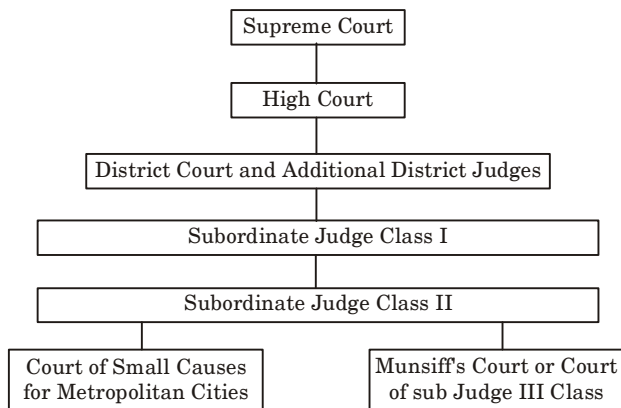 Supreme Court
High Court
District Court and Additional District Judges
Subordinate Judge Class I
Subordinate Judge Class II
Court of Small Causes
for Metropolitan Cities
Munsiff's Court or Court
of sub Judge III Class